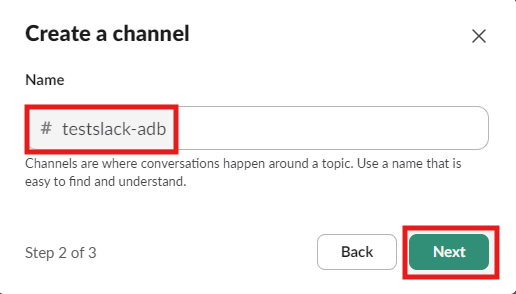 Create a channel
Name
# testslack-adb
Channels are where conversations happen around a topic. Use a name that is
easy to find and understand.
Step 2 of 3
Back
Next